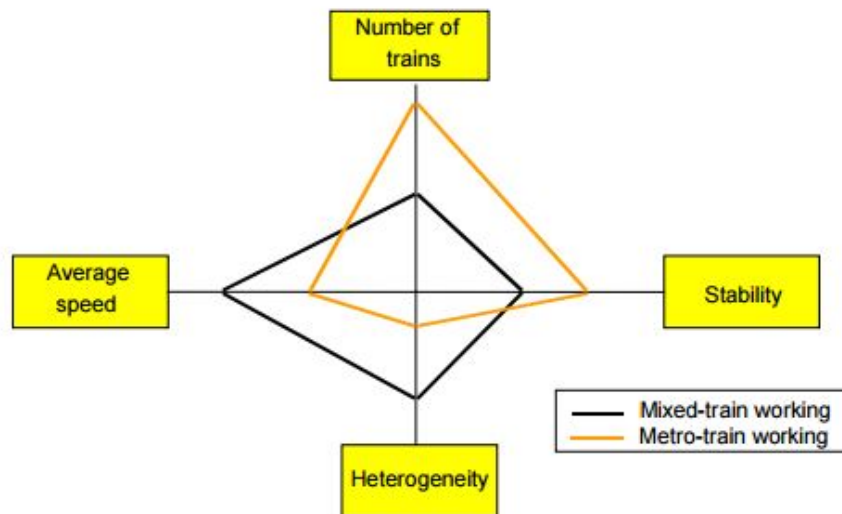 Number of
trains
Average
speed
Stability
Mixed-train working
Metro-train working
Heterogeneity